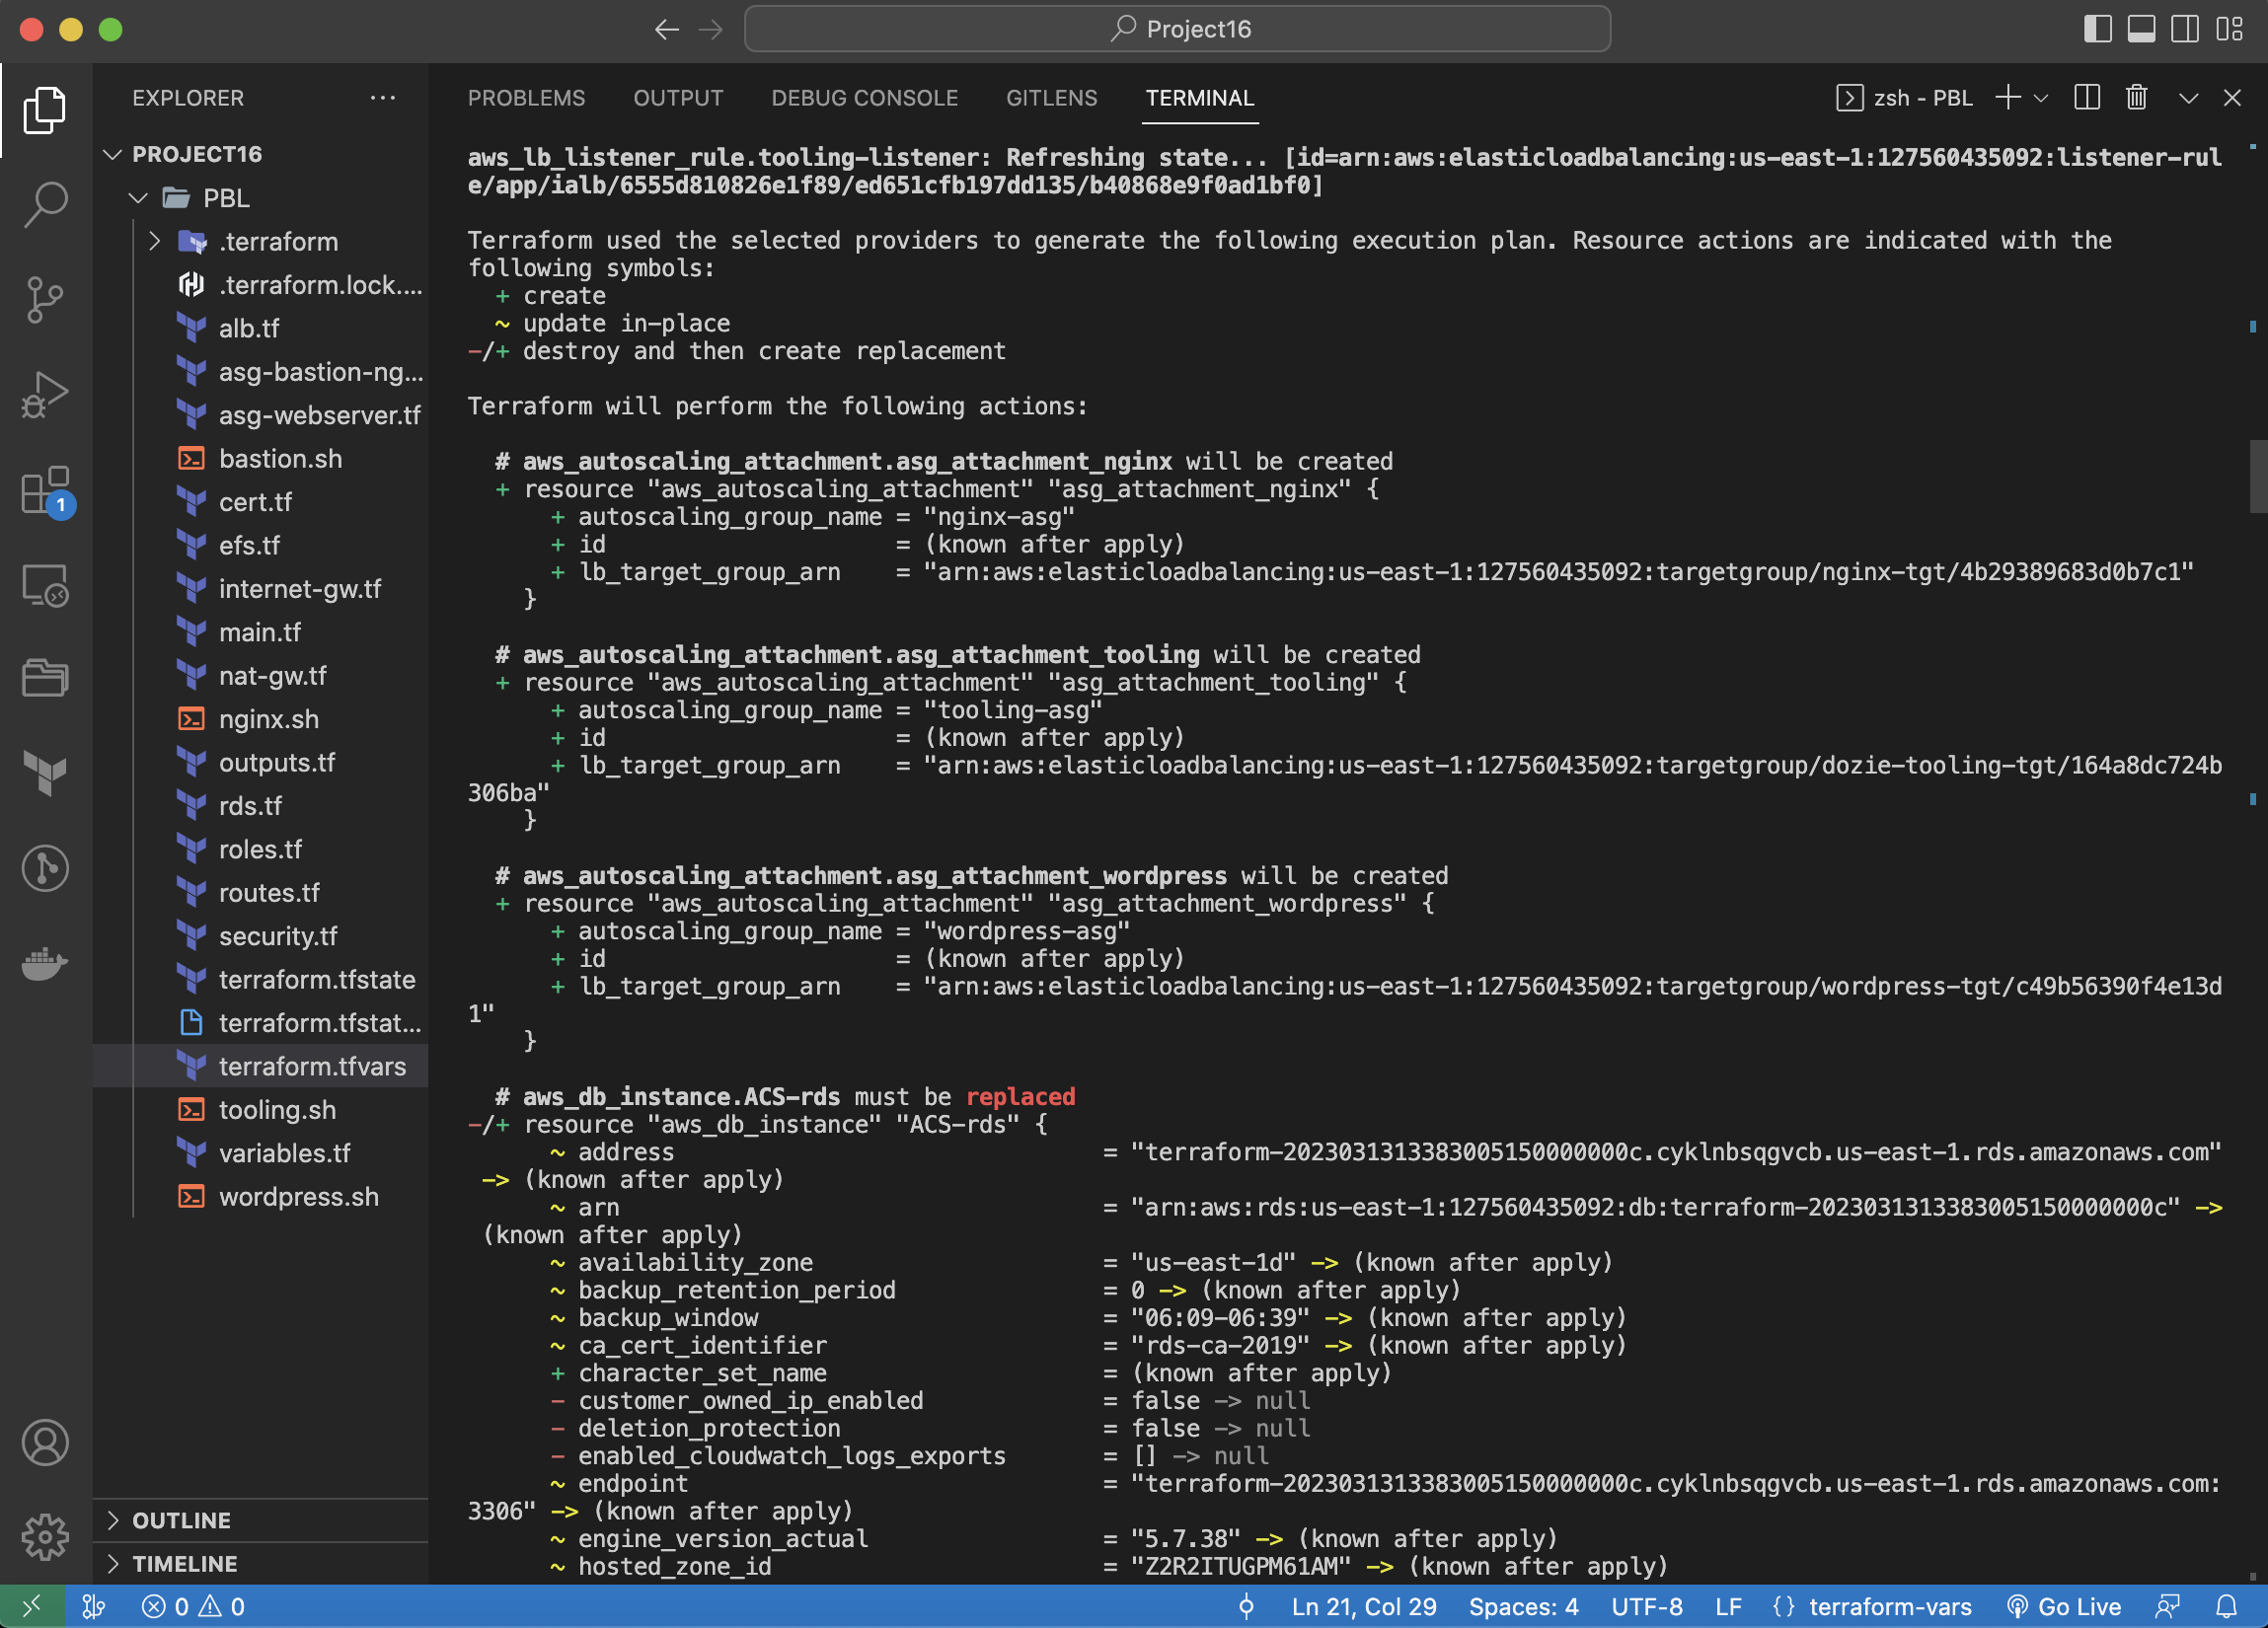 Project16
EXPLORER
PROJECT16
PBL
.terraform
.terraform.lock....
alb.tf
asg-bastion-ng...
asg-webserver.tf
bastion.sh
cert.tf
efs.tf
internet-gw.tf
main.tf
nat-gw.tf
nginx.sh
outputs.tf
rds.tf
roles.tf
routes.tf
security.tf
terraform.tfstate
terraform.tfstat...
terraform.tfvars
tooling.sh
variables.tf
wordpress.sh
OUTLINE
TIMELINE
1
PROBLEMS OUTPUT DEBUG CONSOLE GITLENS TERMINAL
zsh - PBL
aws_lb_listener_rule.tooling-listener: Refreshing state... [id=arn:aws:elasticloadbalancing:us-east-1:127560435092:listener-rul
e/app/ialb/6555d810826e1f89/ed651cfb197dd135/b40868e9f0ad1bf0]
Terraform used the selected providers to generate the following execution plan. Resource actions are indicated with the
following symbols:
+ create
~ update in-place
-/+ destroy and then create replacement
Terraform will perform the following actions:
# aws_autoscaling_attachment.asg_attachment_nginx will be created
+ resource "aws_autoscaling_attachment" "asg_attachment_nginx" {
+ autoscaling_group_name = "nginx-asg"
+ id = (known after apply)
+ lb_target_group_arn = "arn:aws:elasticloadbalancing:us-east-1:127560435092:targetgroup/nginx-tgt/4b29389683d0b7c1"
}
# aws_autoscaling_attachment.asg_attachment_tooling will be created
+ resource "aws_autoscaling_attachment" "asg_attachment_tooling" {
+ autoscaling_group_name = "tooling-asg"
+ id = (known after apply)
+ lb_target_group_arn = "arn:aws:elasticloadbalancing:us-east-1:127560435092:targetgroup/dozie-tooling-tgt/164a8dc724b
306ba"
}
# aws_autoscaling_attachment.asg_attachment_wordpress will be created
+ resource "aws_autoscaling_attachment" "asg_attachment_wordpress" {
+ autoscaling_group_name = "wordpress-asg"
+ id = (known after apply)
+ lb_target_group_arn = "arn:aws:elasticloadbalancing:us-east-1:127560435092:targetgroup/wordpress-tgt/c49b56390f4e13d
1"
}
# aws_db_instance.ACS-rds must be replaced
-/+ resource "aws_db_instance" "ACS-rds" {
~ address = "terraform-20230313133830051500000000c.cyklnbsqgvcb.us-east-1.rds.amazonaws.com"
-> (known after apply)
~ arn = "arn:aws:rds:us-east-1:127560435092:db:terraform-20230313133830051500000000c" ->
(known after apply)
~ availability_zone = "us-east-1d" -> (known after apply)
~ backup_retention_period = 0 -> (known after apply)
~ backup_window = "06:09-06:39" -> (known after apply)
~ ca_cert_identifier = "rds-ca-2019" -> (known after apply)
+ character_set_name = (known after apply)
- customer_owned_ip_enabled = false -> null
- deletion_protection = false -> null
- enabled_cloudwatch_logs_exports = [] -> null
~ endpoint = "terraform-20230313133830051500000000c.cyklnbsqgvcb.us-east-1.rds.amazonaws.com:
3306" -> (known after apply)
~ engine_version_actual = "5.7.38" -> (known after apply)
~ hosted_zone_id = "Z2R2ITUGPM61AM" -> (known after apply)
0 0 Ln 21, Col 29 Spaces: 4 UTF-8 LF {} terraform-vars Go Live